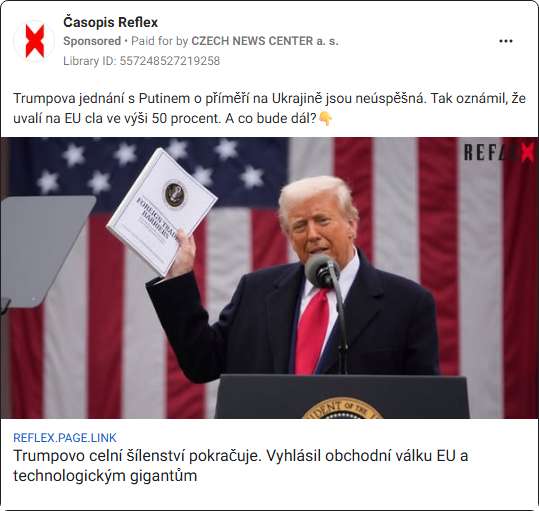 Časopis Reflex
Sponsored • Paid for by CZECH NEWS CENTER a. s.
Library ID: 557248527219258
Trumpova jednání s Putinem o příměří na Ukrajině jsou neúspěšná. Tak oznámil, že
uvalí na EU cla ve výši 50 procent. A co bude dál?👇
REFLEX
FOREIGN TRADE
BARRIERS
REFLEX.PAGE.LINK
Trumpovo celní šílenství pokračuje. Vyhlásil obchodní válku EU a
technologickým gigantům